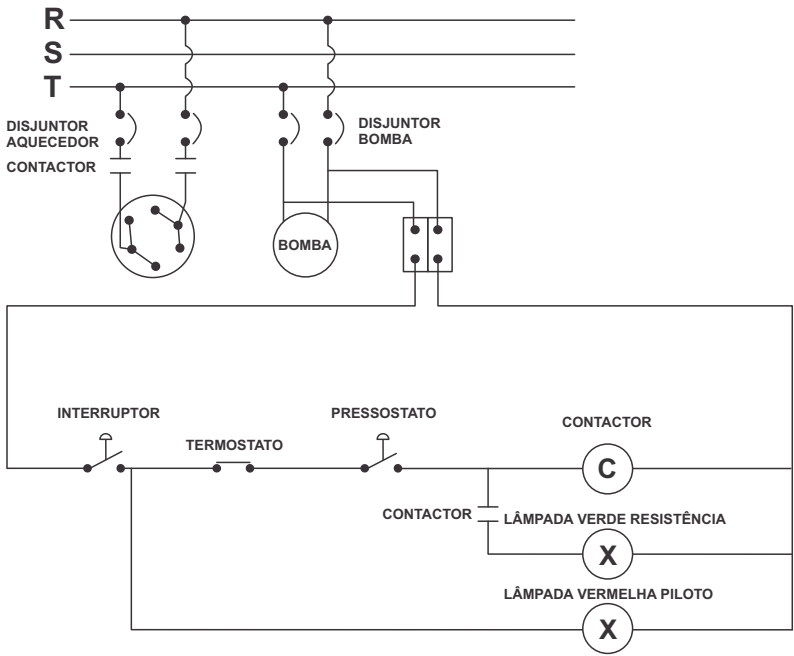 R
S
T
DISJUNTOR
AQUECEDOR
CONTACTOR
DISJUNTOR
BOMBA
BOMBA
INTERRUPTOR
TERMOSTATO
PRESSOSTATO
CONTACTOR
C
CONTACTOR
LÂMPADA VERDE RESISTÊNCIA
X
LÂMPADA VERMELHA PILOTO
X